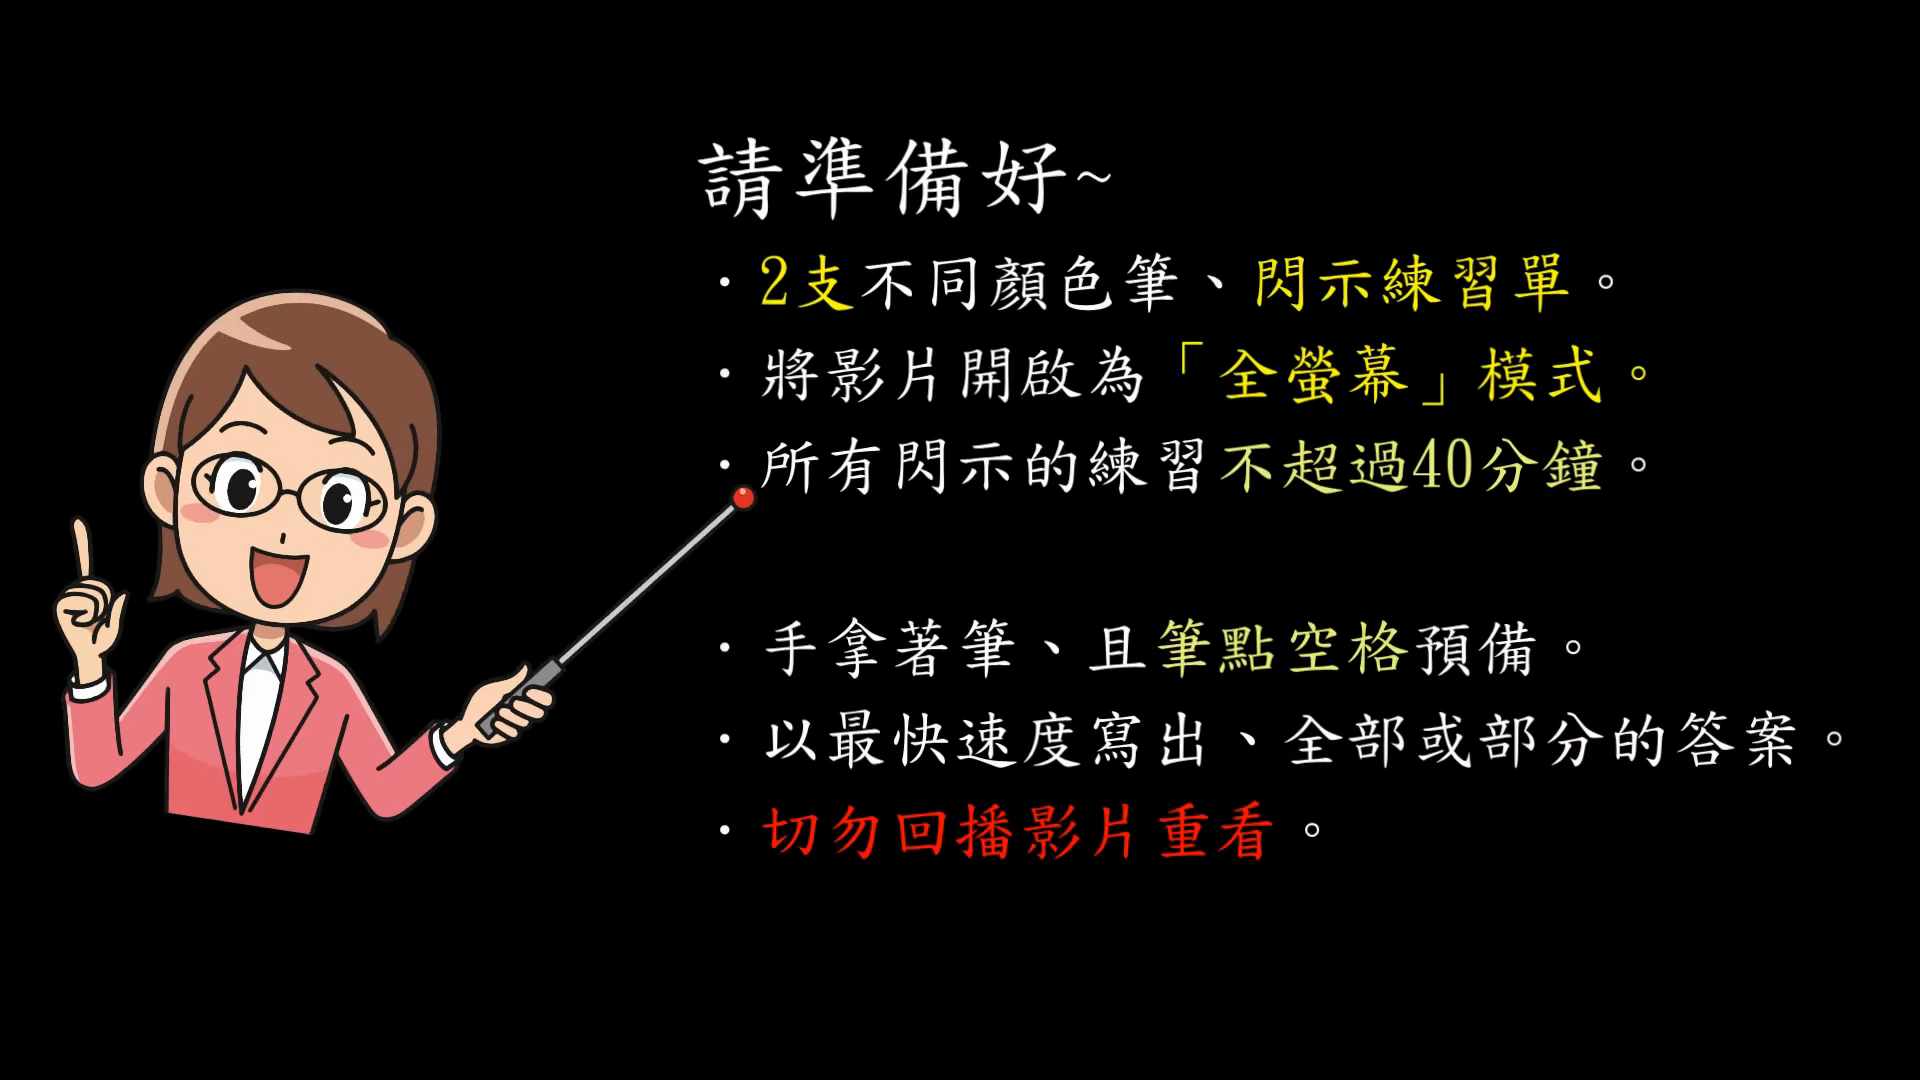 請準備好~
·2支不同顏色筆、閃示練習單。
·將影片開啟為「全螢幕」模式。
·所有閃示的練習不超過40分鐘。
·手拿著筆、且筆點空格預備。
·以最快速度寫出、全部或部分的答案。
·切勿回播影片重看。